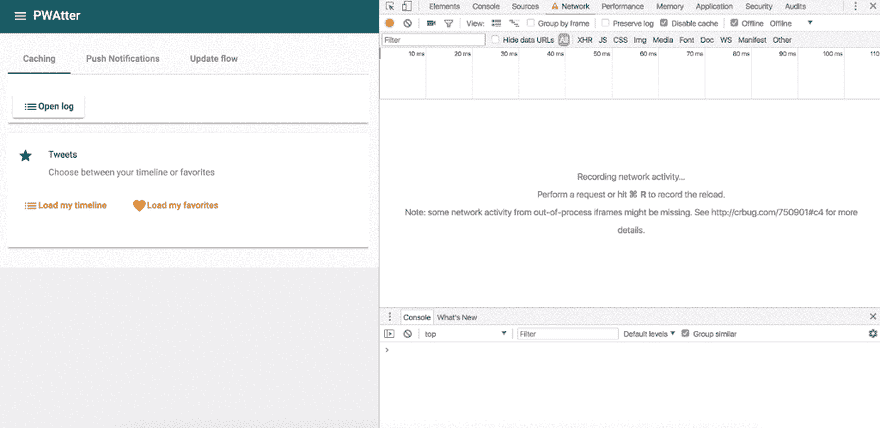 PWAtter
Caching Push Notifications Update flow
Open log
Tweets
Choose between your timeline or favorites
Load my timeline Load my favorites
Elements Console Sources Network Performance Memory Application Security Audits
View: Group by frame Preserve log Disable cache Offline Offline
Filter Hide data URLs All XHR JS CSS Img Media Font Doc WS Manifest Other
10 ms 20 ms 30 ms 40 ms 50 ms 60 ms 70 ms 80 ms 90 ms 100 ms 110
Recording network activity...
Perform a request or hit ⌘ R to record the reload.
Note: some network activity from out-of-process iframes might be missing. See http://crbug.com/750901#c4 for more
details.
Console What's New
top Filter Default levels Group similar